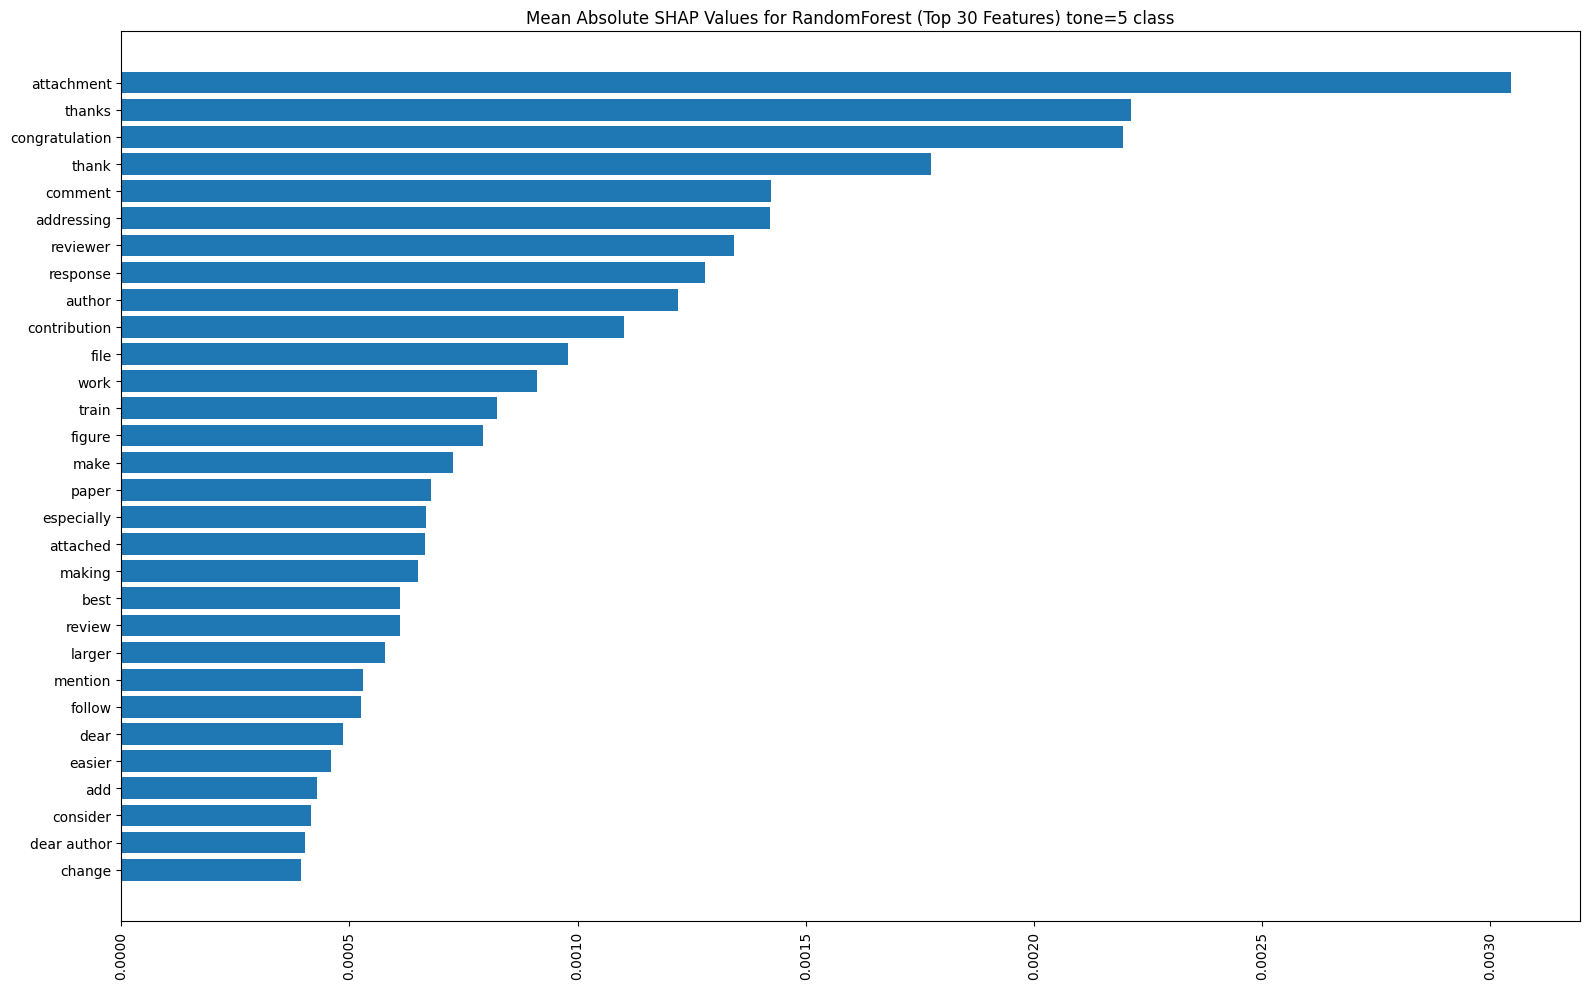 Mean Absolute SHAP Values for RandomForest (Top 30 Features) tone=5 class
attachment
thanks
congratulation
thank
comment
addressing
reviewer
response
author
contribution
file
work
train
figure
make
paper
especially
attached
making
best
review
larger
mention
follow
dear
easier
add
consider
dear author
change
0.0000
0.0005
0.0010
0.0015
0.0020
0.0025
0.0030